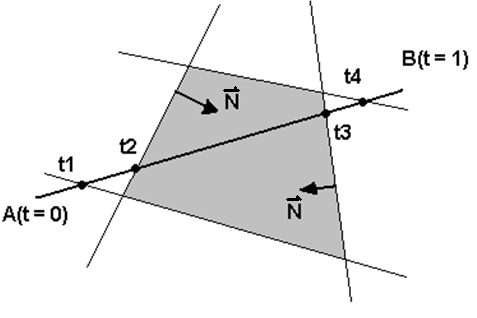 t4
B(t = 1)
N
t2
t3
t1
N
A(t = 0)